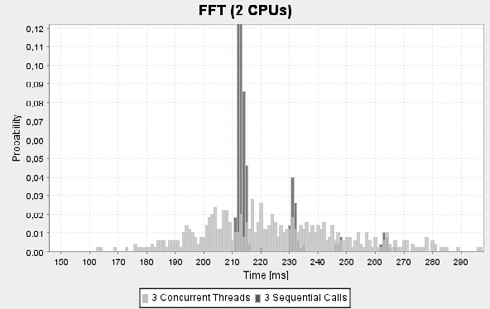 FFT (2 CPUs)
0,12
0,11
0,10
0,09
0,08
0,07
0,06
0,05
0,04
0,03
0,02
0,01
0,00
Probability
150 160 170 180 190 200 210 220 230 240 250 260 270 280 290
Time [ms]
3 Concurrent Threads 3 Sequential Calls